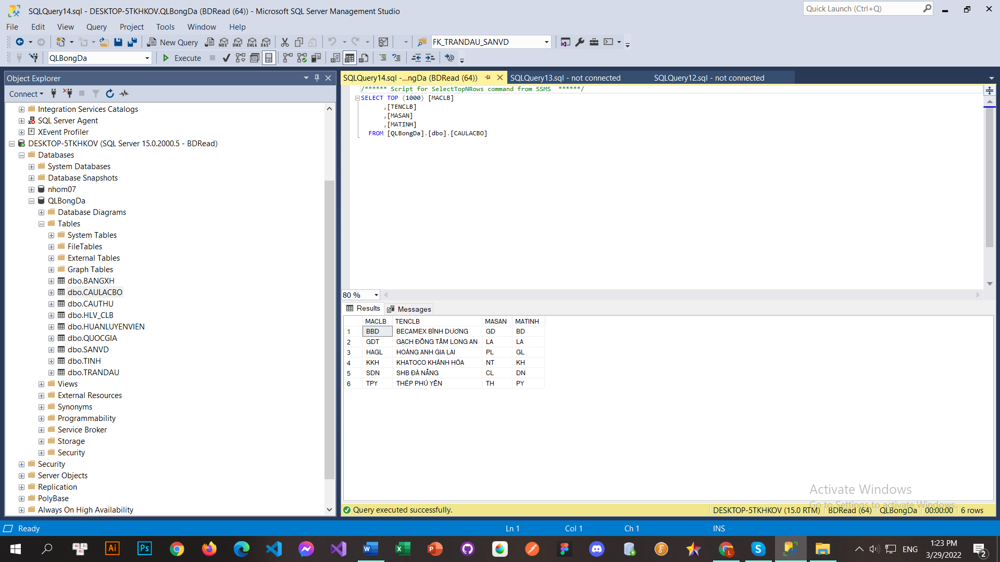 SQLQuery14.sql - DESKTOP-5TKHKOV.QLBongDa (BDRead (64)) - Microsoft SQL Server Management Studio
Quick Launch (Ctrl+Q)
File Edit View Query Project Tools Window Help
New Query MDX DMX XMLA DAX FK_TRANDAU_SANVD
QLBongDa Execute
Object Explorer
Connect
Integration Services Catalogs
SQL Server Agent
XEvent Profiler
DESKTOP-5TKHKOV (SQL Server 15.0.2000.5 - BDRead)
Databases
System Databases
Database Snapshots
nhom07
QLBongDa
Database Diagrams
Tables
System Tables
FileTables
External Tables
Graph Tables
dbo.BANGXH
dbo.CAULACBO
dbo.CAUTHU
dbo.HLV_CLB
dbo.HUANLUYENVIEN
dbo.QUOCGIA
dbo.SANVD
dbo.TINH
dbo.TRANDAU
Views
External Resources
Synonyms
Programmability
Service Broker
Storage
Security
Security
Server Objects
Replication
PolyBase
Always On High Availability
SQLQuery14.sql -...ngDa (BDRead (64)) SQLQuery13.sql - not connected SQLQuery12.sql - not connected
/****** Script for SelectTopNRows command from SSMS ******/
SELECT TOP (1000) [MACLB]
,[TENCLB]
,[MASAN]
,[MATINH]
FROM [QLBongDa].[dbo].[CAULACBO]
80 %
Results Messages
MACLB TENCLB MASAN MATINH
1 BBD BECAMEX BÌNH DƯƠNG GD BD
2 GDT GẠCH ĐỒNG TÂM LONG AN LA LA
3 HAGL HOÀNG ANH GIA LAI PL GL
4 KKH KHATOCO KHÁNH HÒA NT KH
5 SDN SHB ĐÀ NẴNG CL DN
6 TPY THÉP PHÚ YÊN TH PY
Activate Windows
Go to Settings to activate Windows.
Query executed successfully. DESKTOP-5TKHKOV (15.0 RTM) BDRead (64) QLBongDa 00:00:00 6 rows
Ready Ln 1 Col 1 Ch 1 INS
ENG
1:23 PM
3/29/2022
2